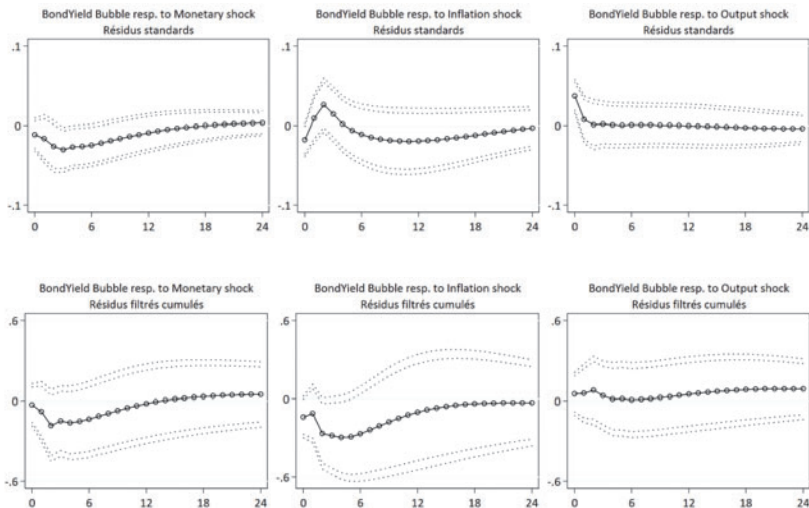 BondYield Bubble resp. to Monetary shock
Résidus standards
.1
0
-.1
0 6 12 18 24
BondYield Bubble resp. to Inflation shock
Résidus standards
.1
0
-.1
0 6 12 18 24
BondYield Bubble resp. to Output shock
Résidus standards
.1
0
-.1
0 6 12 18 24
BondYield Bubble resp. to Monetary shock
Résidus filtrés cumulés
.6
0
-.6
0 6 12 18 24
BondYield Bubble resp. to Inflation shock
Résidus filtrés cumulés
.6
0
-.6
0 6 12 18 24
BondYield Bubble resp. to Output shock
Résidus filtrés cumulés
.6
0
-.6
0 6 12 18 24